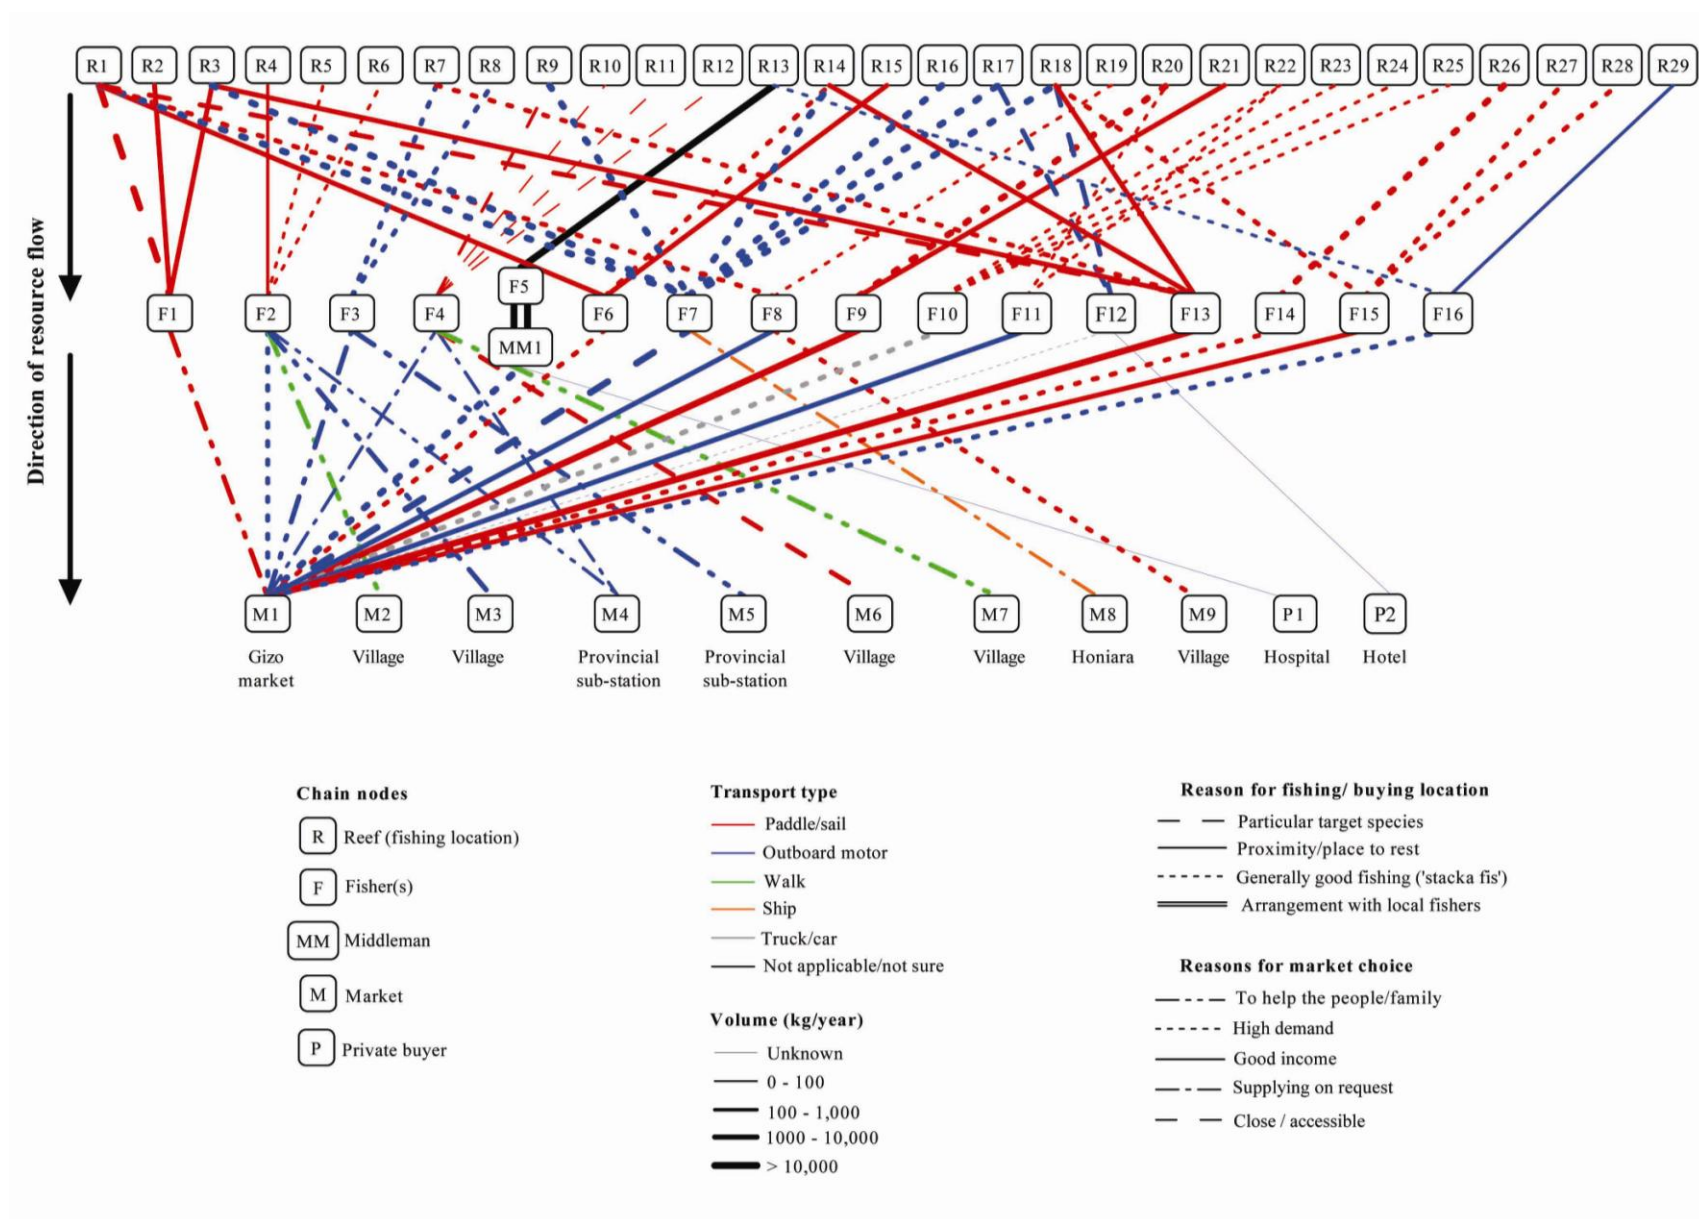 R1 R2 R3 R4 R5 R6 R7 R8 R9 R10 R11 R12 R13 R14 R15 R16 R17 R18 R19 R20 R21 R22 R23 R24 R25 R26 R27 R28 R29
Direction of resource flow
F5
F1 F2 F3 F4 F6 F7 F8 F9 F10 F11 F12 F13 F14 F15 F16
MM1
M1 M2 M3 M4 M5 M6 M7 M8 M9 P1 P2
Gizo Village Village Provincial Provincial Village Village Honiara Village Hospital Hotel
market sub-station sub-station
Chain nodes
R Reef (fishing location)
F Fisher(s)
MM Middleman
M Market
P Private buyer
Transport type
Paddle/sail
Outboard motor
Walk
Ship
Truck/car
Not applicable/not sure
Volume (kg/year)
Unknown
0 - 100
100 - 1,000
1000 - 10,000
> 10,000
Reason for fishing/ buying location
Particular target species
Proximity/place to rest
Generally good fishing ('stacka fis')
Arrangement with local fishers
Reasons for market choice
To help the people/family
High demand
Good income
Supplying on request
Close / accessible